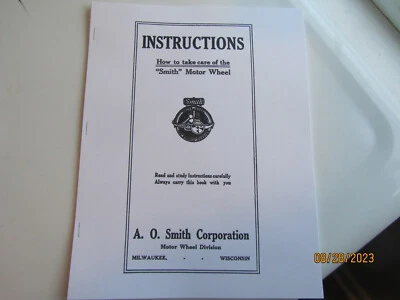 INSTRUCTIONS
How to take care of the
"Smith" Motor Wheel
Smith
Read and study Instructions carefully
Always carry this book with you
A. O. Smith Corporation
Motor Wheel Division
MILWAUKEE, - - WISCONSIN
08/28/2023